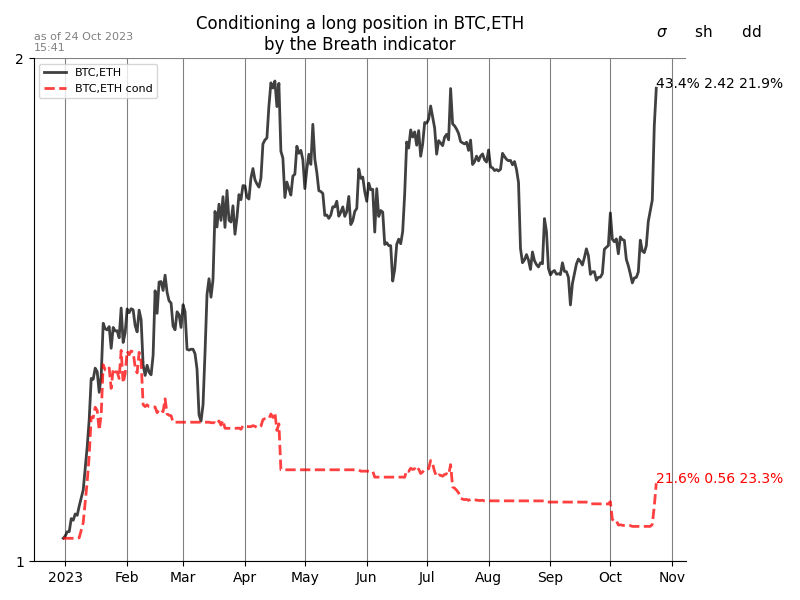 Conditioning a long position in BTC,ETH
by the Breath indicator
as of 24 Oct 2023
15:41
σ sh dd
2
BTC,ETH
BTC,ETH cond
43.4% 2.42 21.9%
21.6% 0.56 23.3%
1
2023 Feb Mar Apr May Jun Jul Aug Sep Oct Nov